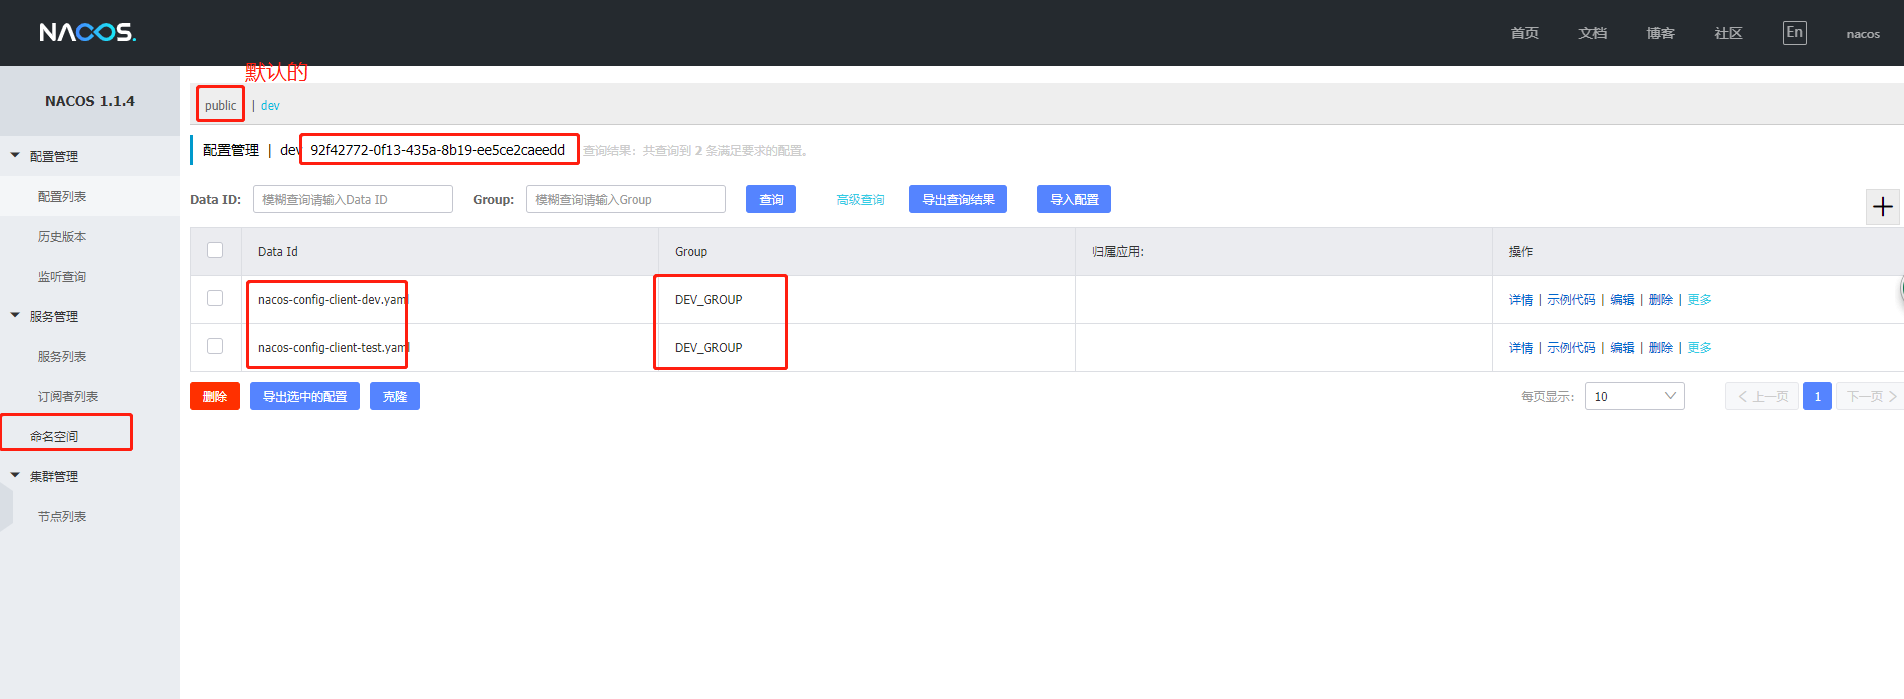 NACOS.
首页 文档 博客 社区 En nacos
默认的
NACOS 1.1.4
public | dev
配置管理
配置管理 | dev 92f42772-0f13-435a-8b19-ee5ce2caeedd 查询结果：共查询到 2 条满足要求的配置。
配置列表
Data ID: 模糊查询请输入Data ID Group: 模糊查询请输入Group 查询 高级查询 导出查询结果 导入配置
历史版本
Data Id Group 归属应用: 操作
监听查询
nacos-config-client-dev.yaml DEV_GROUP 详情 | 示例代码 | 编辑 | 删除 | 更多
服务管理
nacos-config-client-test.yaml DEV_GROUP 详情 | 示例代码 | 编辑 | 删除 | 更多
服务列表
删除 导出选中的配置 克隆 每页显示: 10 上一页 1 下一页
订阅者列表
命名空间
集群管理
节点列表